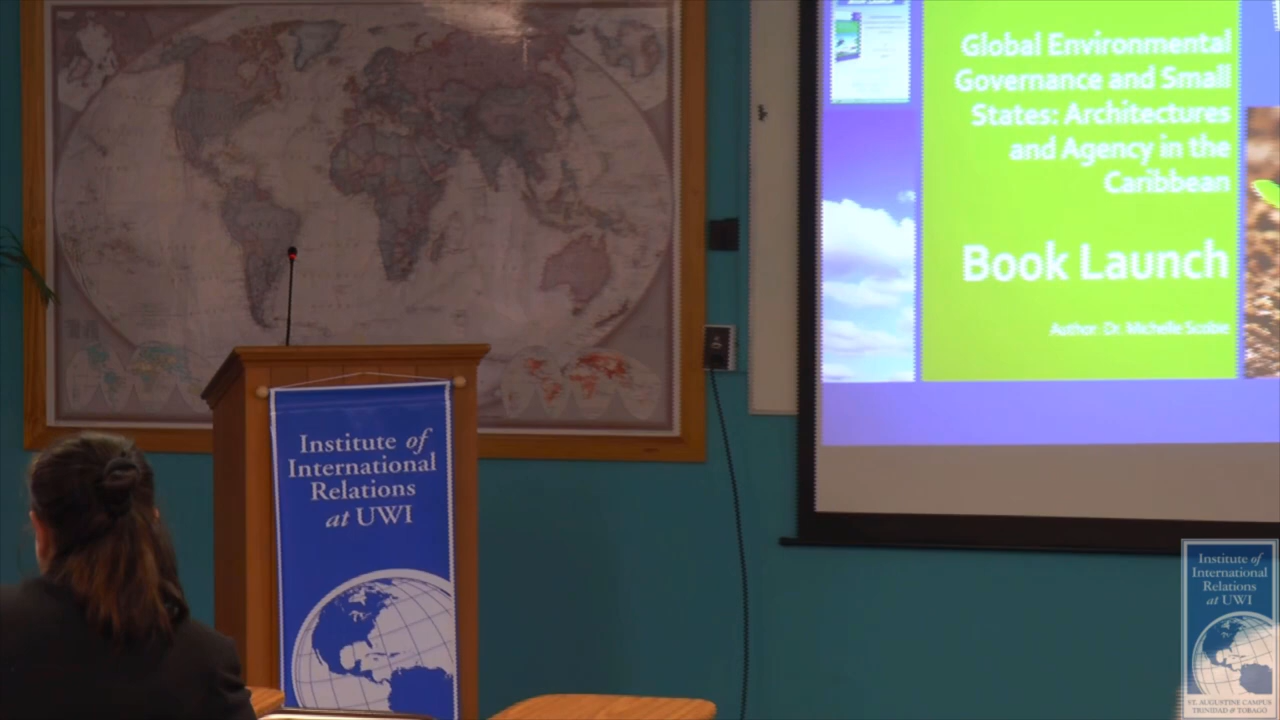 Global Environmental
Governance and Small
States: Architectures
and Agency in the
Caribbean
Book Launch
Author: Dr. Michelle Scobie
Institute of
International
Relations
at UWI
Institute of
International
Relations
at UWI
ST. AUGUSTINE CAMPUS
TRINIDAD & TOBAGO